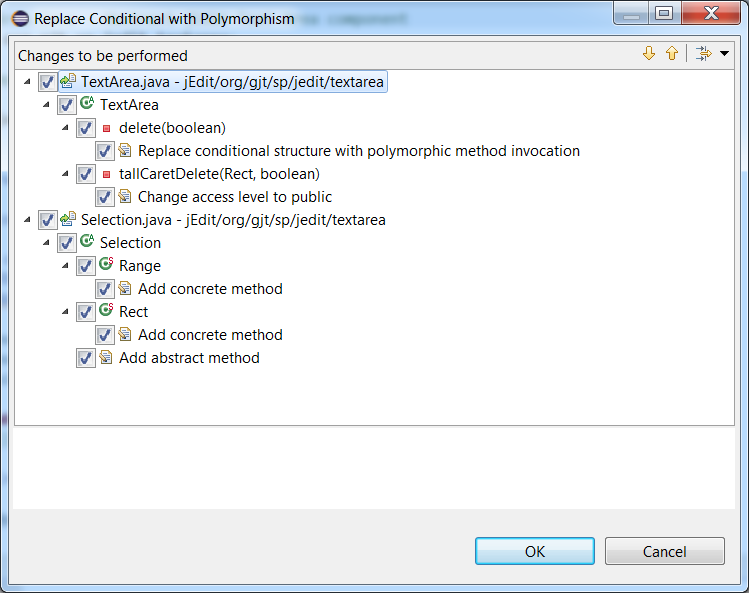 Replace Conditional with Polymorphism
Changes to be performed
TextArea.java - jEdit/org/gjt/sp/jedit/textarea
TextArea
delete(boolean)
Replace conditional structure with polymorphic method invocation
tallCaretDelete(Rect, boolean)
Change access level to public
Selection.java - jEdit/org/gjt/sp/jedit/textarea
Selection
Range
Add concrete method
Rect
Add concrete method
Add abstract method
OK Cancel